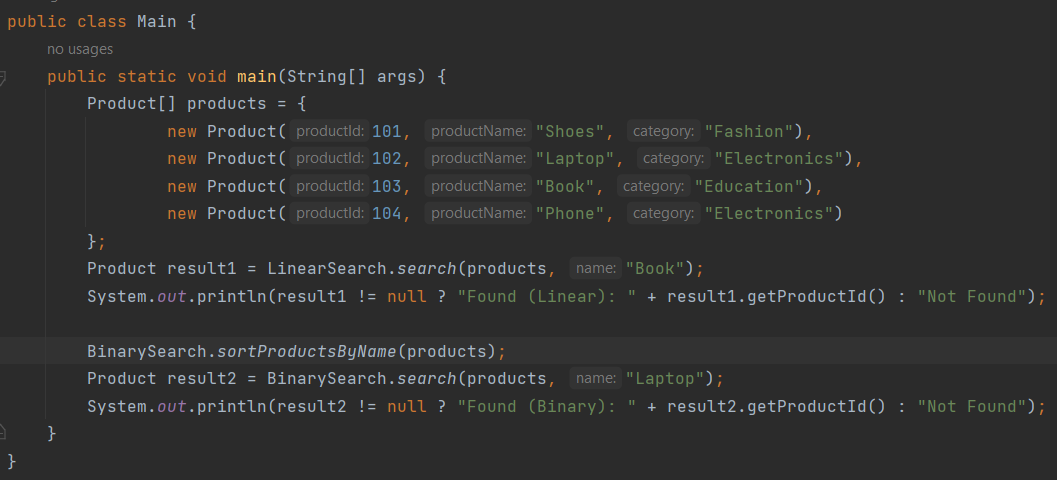 public class Main {
no usages
public static void main(String[] args) {
Product[] products = {
new Product( productId: 101, productName: "Shoes", category: "Fashion"),
new Product( productId: 102, productName: "Laptop", category: "Electronics"),
new Product( productId: 103, productName: "Book", category: "Education"),
new Product( productId: 104, productName: "Phone", category: "Electronics")
};
Product result1 = LinearSearch.search(products, name: "Book");
System.out.println(result1 != null ? "Found (Linear): " + result1.getProductId() : "Not Found");
BinarySearch.sortProductsByName(products);
Product result2 = BinarySearch.search(products, name: "Laptop");
System.out.println(result2 != null ? "Found (Binary): " + result2.getProductId() : "Not Found");
}
}